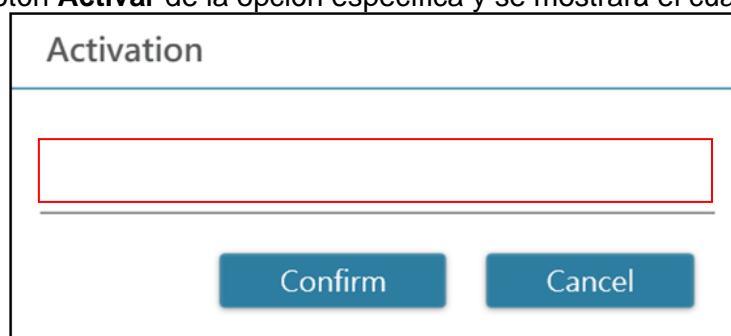 Activar de la opción específica y se mostrará el
Activation
Confirm Cancel